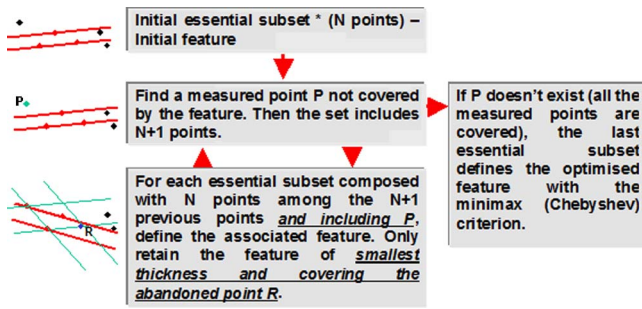 Initial essential subset * (N points) –
Initial feature
P
Find a measured point P not covered
by the feature. Then the set includes
N+1 points.
If P doesn't exist (all the
measured points are
covered), the last
essential subset
defines the optimised
feature with the
minimax (Chebyshev)
criterion.
R
For each essential subset composed
with N points among the N+1
previous points and including P,
define the associated feature. Only
retain the feature of smallest
thickness and covering the
abandoned point R.